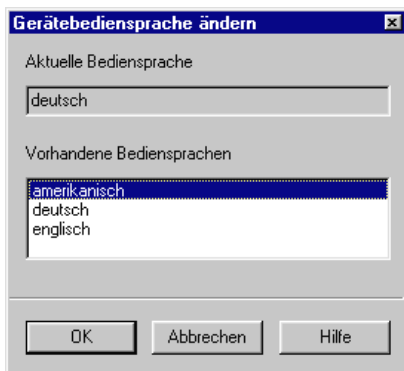 Gerätebediensprache ändern
Aktuelle Bediensprache
deutsch
Vorhandene Bediensprachen
amerikanisch
deutsch
englisch
OK Abbrechen Hilfe